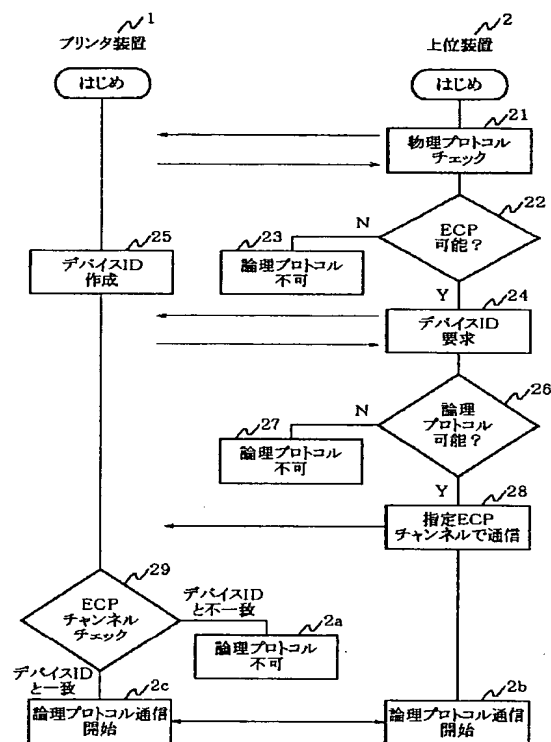 1
プリンタ装置
はじめ
2
上位装置
はじめ
21
物理プロトコル
チェック
22
ECP
可能?
N
Y
23
論理プロトコル
不可
25
デバイスID
作成
24
デバイスID
要求
26
論理
プロトコル
可能?
N
Y
27
論理プロトコル
不可
28
指定ECP
チャンネルで通信
29
ECP
チャンネル
チェック
デバイスID
と不一致
2a
論理プロトコル
不可
デバイスID
と一致
2c
論理プロトコル通信
開始
2b
論理プロトコル通信
開始